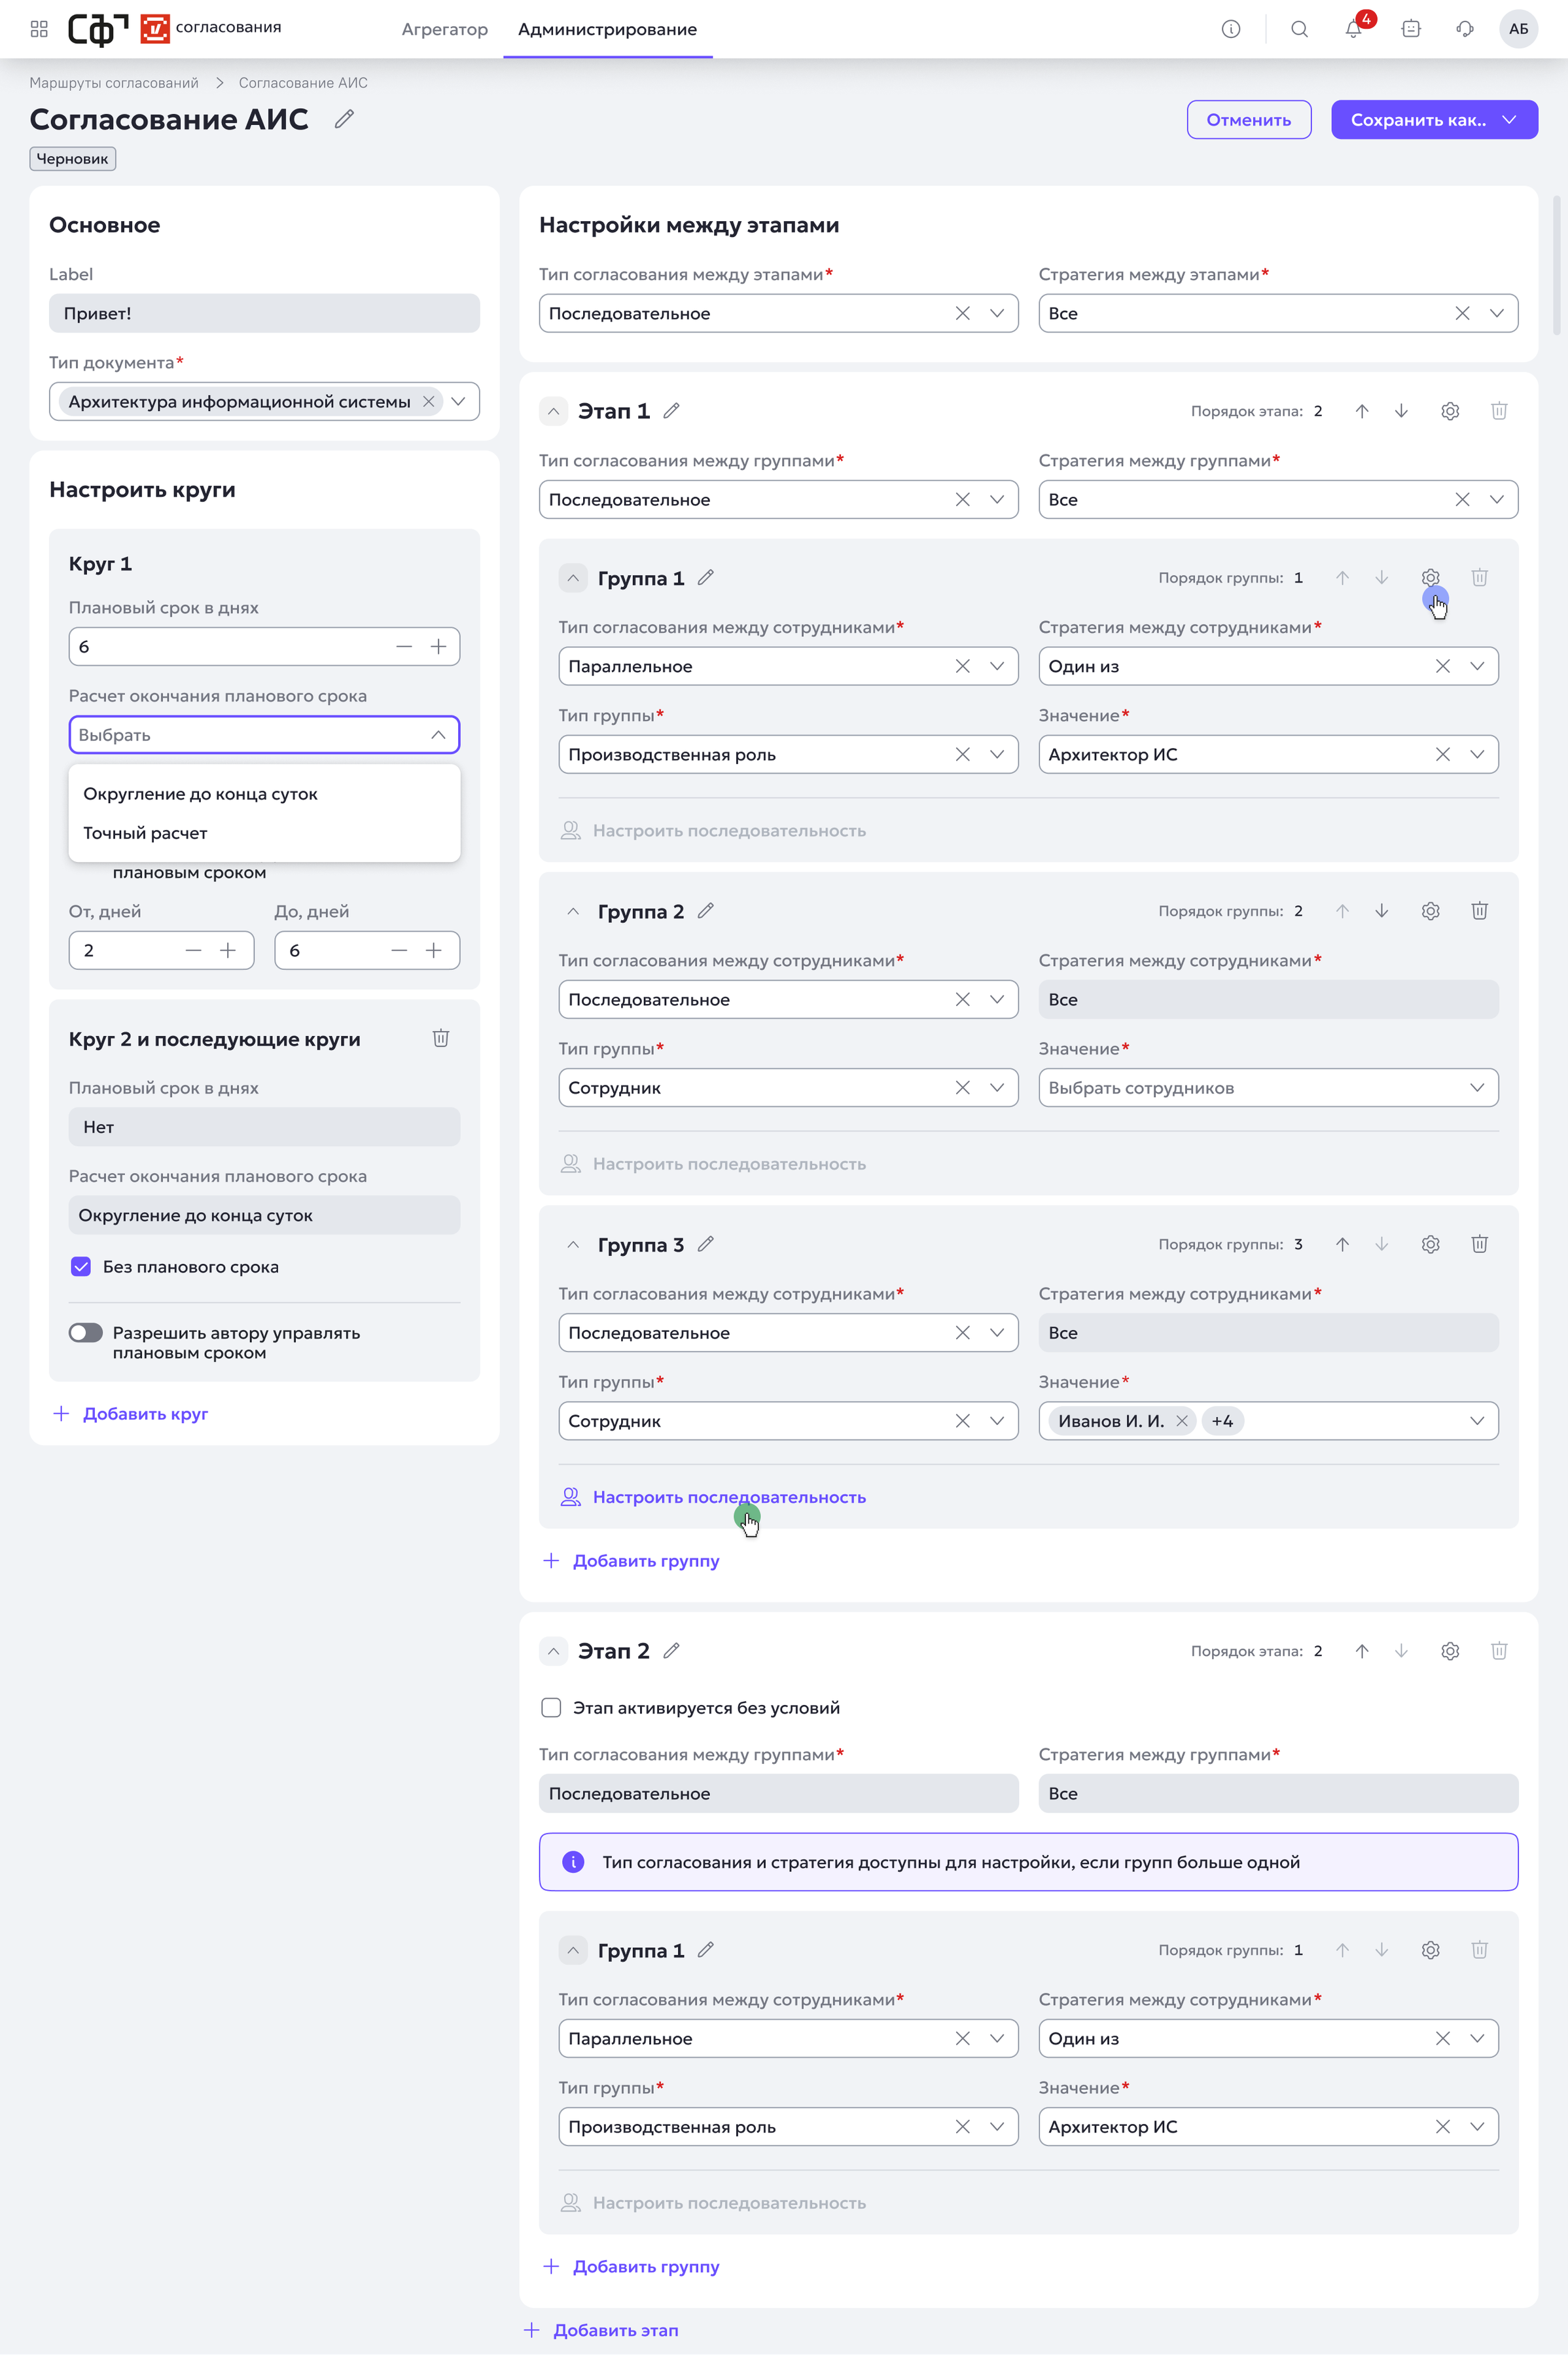 СФ согласования
Агрегатор
Администрирование
4
АБ
Маршруты согласований > Согласование АИС
Согласование АИС
Отменить
Сохранить как..
Черновик
Основное
Label
Привет!
Тип документа*
Архитектура информационной системы
Настроить круги
Круг 1
Плановый срок в днях
6
Расчет окончания планового срока
Выбрать
Округление до конца суток
Точный расчет
плановым сроком
От, дней
До, дней
2
6
Круг 2 и последующие круги
Плановый срок в днях
Нет
Расчет окончания планового срока
Округление до конца суток
Без планового срока
Разрешить автору управлять
плановым сроком
Добавить круг
Настройки между этапами
Тип согласования между этапами*
Стратегия между этапами*
Последовательное
Все
Этап 1
Порядок этапа: 2
Тип согласования между группами*
Стратегия между группами*
Последовательное
Все
Группа 1
Порядок группы: 1
Тип согласования между сотрудниками*
Стратегия между сотрудниками*
Параллельное
Один из
Тип группы*
Значение*
Производственная роль
Архитектор ИС
Настроить последовательность
Группа 2
Порядок группы: 2
Тип согласования между сотрудниками*
Стратегия между сотрудниками*
Последовательное
Все
Тип группы*
Значение*
Сотрудник
Выбрать сотрудников
Настроить последовательность
Группа 3
Порядок группы: 3
Тип согласования между сотрудниками*
Стратегия между сотрудниками*
Последовательное
Все
Тип группы*
Значение*
Сотрудник
Иванов И. И.
+4
Настроить последовательность
Добавить группу
Этап 2
Порядок этапа: 2
Этап активируется без условий
Тип согласования между группами*
Стратегия между группами*
Последовательное
Все
Тип согласования и стратегия доступны для настройки, если групп больше одной
Группа 1
Порядок группы: 1
Тип согласования между сотрудниками*
Стратегия между сотрудниками*
Параллельное
Один из
Тип группы*
Значение*
Производственная роль
Архитектор ИС
Настроить последовательность
Добавить группу
Добавить этап